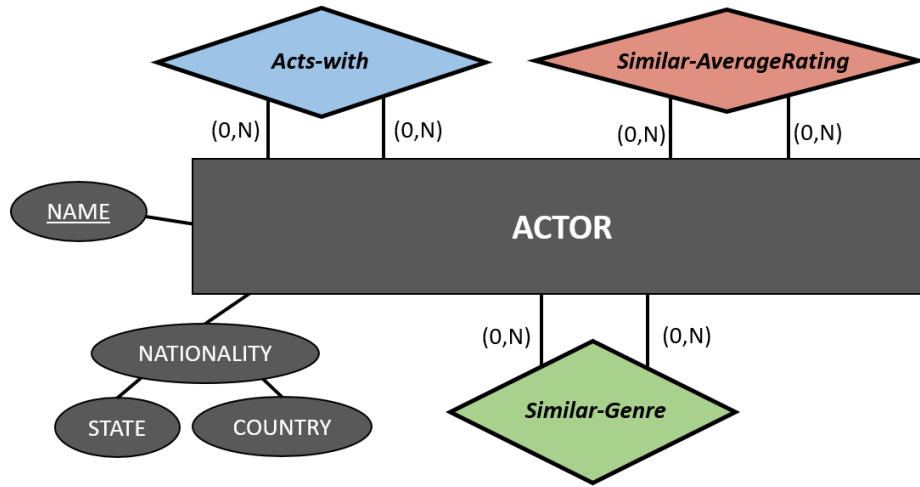 Acts-with
Similar-AverageRating
(0,N)
(0,N)
(0,N)
(0,N)
NAME
ACTOR
(0,N)
(0,N)
NATIONALITY
STATE
COUNTRY
Similar-Genre